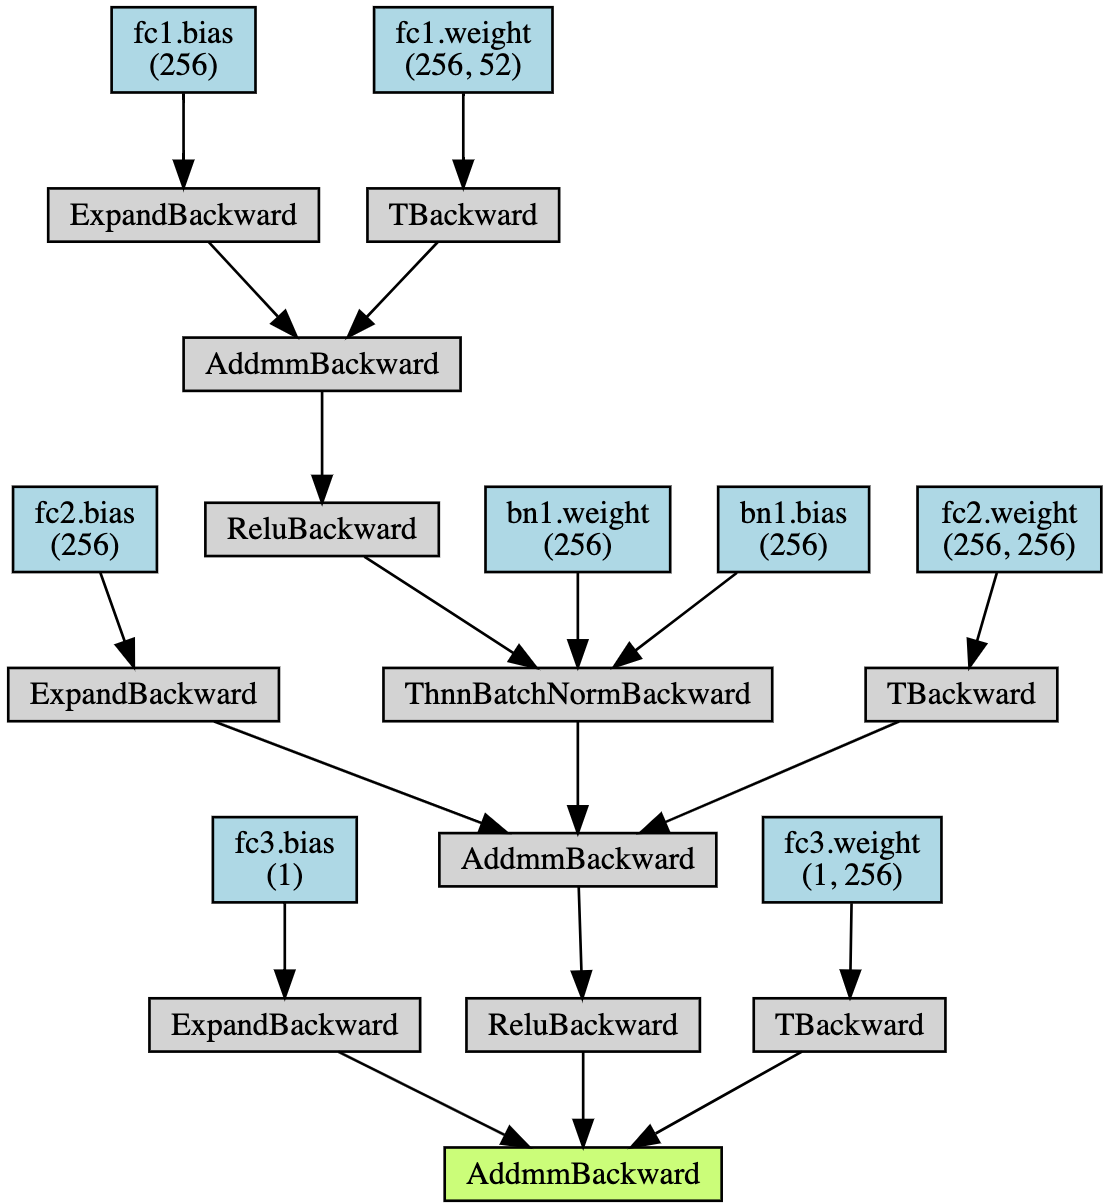 fc1.bias
(256)
fc1.weight
(256, 52)
ExpandBackward
TBackward
AddmmBackward
fc2.bias
(256)
ReluBackward
bn1.weight
(256)
bn1.bias
(256)
fc2.weight
(256, 256)
ExpandBackward
ThnnBatchNormBackward
TBackward
fc3.bias
(1)
AddmmBackward
fc3.weight
(1, 256)
ExpandBackward
ReluBackward
TBackward
AddmmBackward